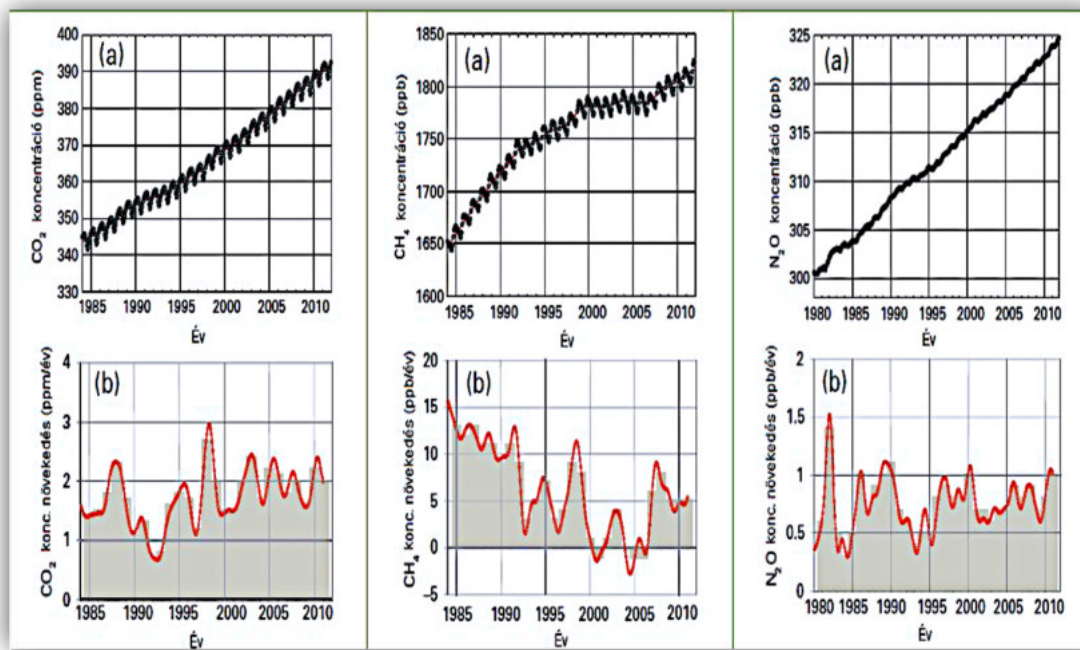 (a)
CO₂ koncentráció (ppm)
400
390
380
370
360
350
340
330
1985 1990 1995 2000 2005 2010
Év
(a)
CH₄ koncentráció (ppb)
1850
1800
1750
1700
1650
1600
1985 1990 1995 2000 2005 2010
Év
(a)
N₂O koncentráció (ppb)
325
320
315
310
305
300
1980 1985 1990 1995 2000 2005 2010
Év
(b)
CO₂ konc. növekedés (ppm/év)
4
3
2
1
0
1985 1990 1995 2000 2005 2010
Év
(b)
CH₄ konc. növekedés (ppb/év)
20
15
10
5
0
−5
1985 1990 1995 2000 2005 2010
Év
(b)
N₂O konc. növekedés (ppb/év)
2
1.5
1
0.5
0
1980 1985 1990 1995 2000 2005 2010
Év